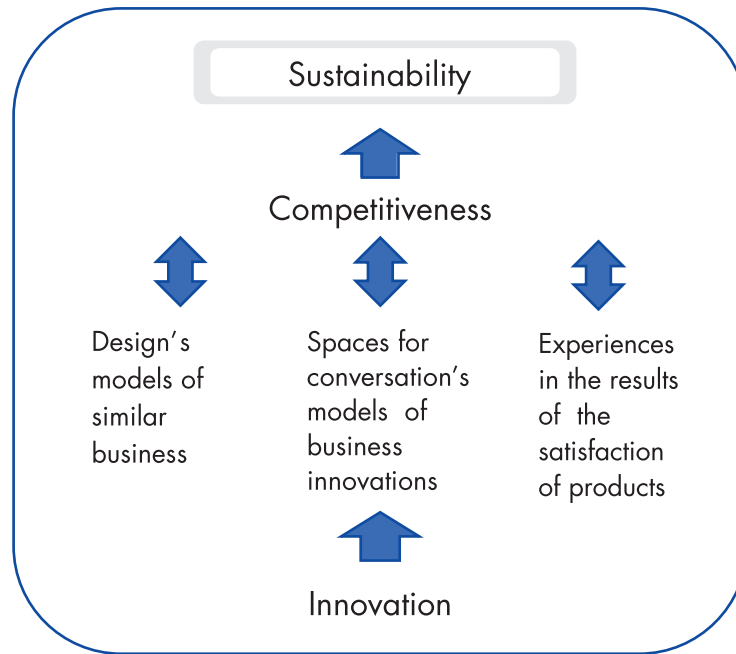 Sustainability
Competitiveness
Design's
models of
similar
business
Spaces for
conversation's
models of
business
innovations
Experiences
in the results
of the
satisfaction
of products
Innovation